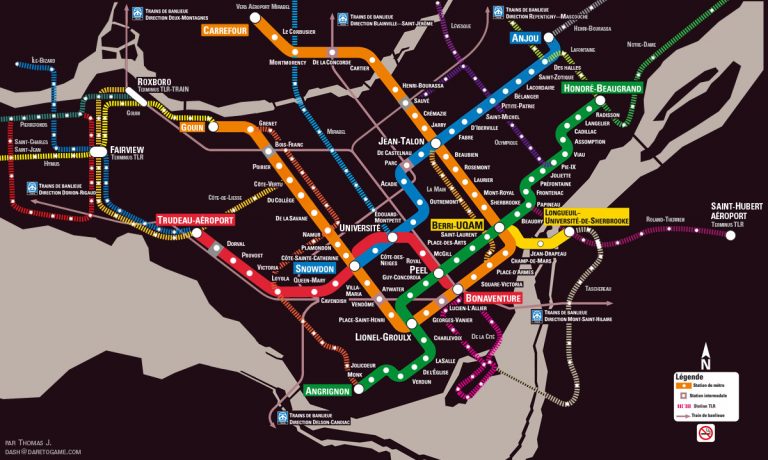 TRAINS DE BANLIEUE
DIRECTION DEUX-MONTAGNES
VERS AÉROPORT MIRABEL
CARREFOUR
LE CORBUSIER
TRAINS DE BANLIEUE
DIRECTION BLAINVILLE—SAINT-JÉRÔME
LÉVESQUE
TRAINS DE BANLIEUE
DIRECTION REPENTIGNY—MASCOUCHE
HENRI-BOURASSA
ANJOU
LAFONTAINE
NOTRE-DAME
DE LA CONCORDE
MONTMORENCY
CARTIER
DES HALLES
SAINT-ZOTIQUE
LACORDAIRE
BÉLANGER
PETITE-PATRIE
SAINT-MICHEL
D'IBERVILLE
FABRE
HONORÉ-BEAUGRAND
RADISSON
LANGELIER
CADILLAC
ASSOMPTION
VIAU
PIE-IX
JOLIETTE
PRÉFONTAINE
FRONTENAC
PAPINEAU
BEAUDRY
ÎLE-BIZARD
ROXBORO
TERMINUS TLR-TRAIN
GOUIN
PIERREFONDS
SAINT-CHARLES
SAINT-JEAN
HYMUS
FAIRVIEW
TERMINUS TLR
TRAINS DE BANLIEUE
DIRECTION DORION-RIGAUD
GOUIN
GRENET
BOIS-FRANC
POIRIER
CÔTE-VERTU
DU COLLÈGE
DE LA SAVANE
NAMUR
PLAMONDON
CÔTE-SAINTE-CATHERINE
CÔTE-DE-LIESSE
MIRABEL
HENRI-BOURASSA
SAUVÉ
CRÉMAZIE
JARRY
JEAN-TALON
DE CASTELNAU
PARC
ACADIE
BEAUBIEN
ROSEMONT
LAURIER
MONT-ROYAL
SHERBROOKE
OLYMPIQUE
LA MAIN
OUTREMONT
ÉDOUARD-MONTPETIT
UNIVERSITÉ
BERRI-UQAM
SAINT-LAURENT
PLACE-DES-ARTS
MCGILL
LONGUEUIL–
UNIVERSITÉ-DE-SHERBROOKE
ROLAND-THERRIEN
SAINT-HUBERT
AÉROPORT
TERMINUS TLR
JEAN-DRAPEAU
CHAMP-DE-MARS
PLACE-D'ARMES
SQUARE-VICTORIA
TASCHEREAU
TRUDEAU-AÉROPORT
DORVAL
PROVOST
VICTORIA
LOYOLA
QUEEN-MARY
CAVENDISH
SNOWDON
CÔTE-DES-
NEIGES
ROYAL
PEEL
GUY-CONCORDIA
ATWATER
VILLA-
MARIA
VENDÔME
PLACE-SAINT-HENRI
LIONEL-GROULX
BONAVENTURE
LUCIEN-L'ALLIER
GEORGES-VANIER
CHARLEVOIX
DE LA CITÉ
LASALLE
DE L'ÉGLISE
VERDUN
JOLICOEUR
MONK
ANGRIGNON
TRAINS DE BANLIEUE
DIRECTION MONT-SAINT-HILAIRE
TRAINS DE BANLIEUE
DIRECTION DELSON-CANDIAC
N
Légende
Station de métro
Station intermodale
Station TLR
Train de banlieue
PAR THOMAS J.
DASH@DARETOGAME.COM